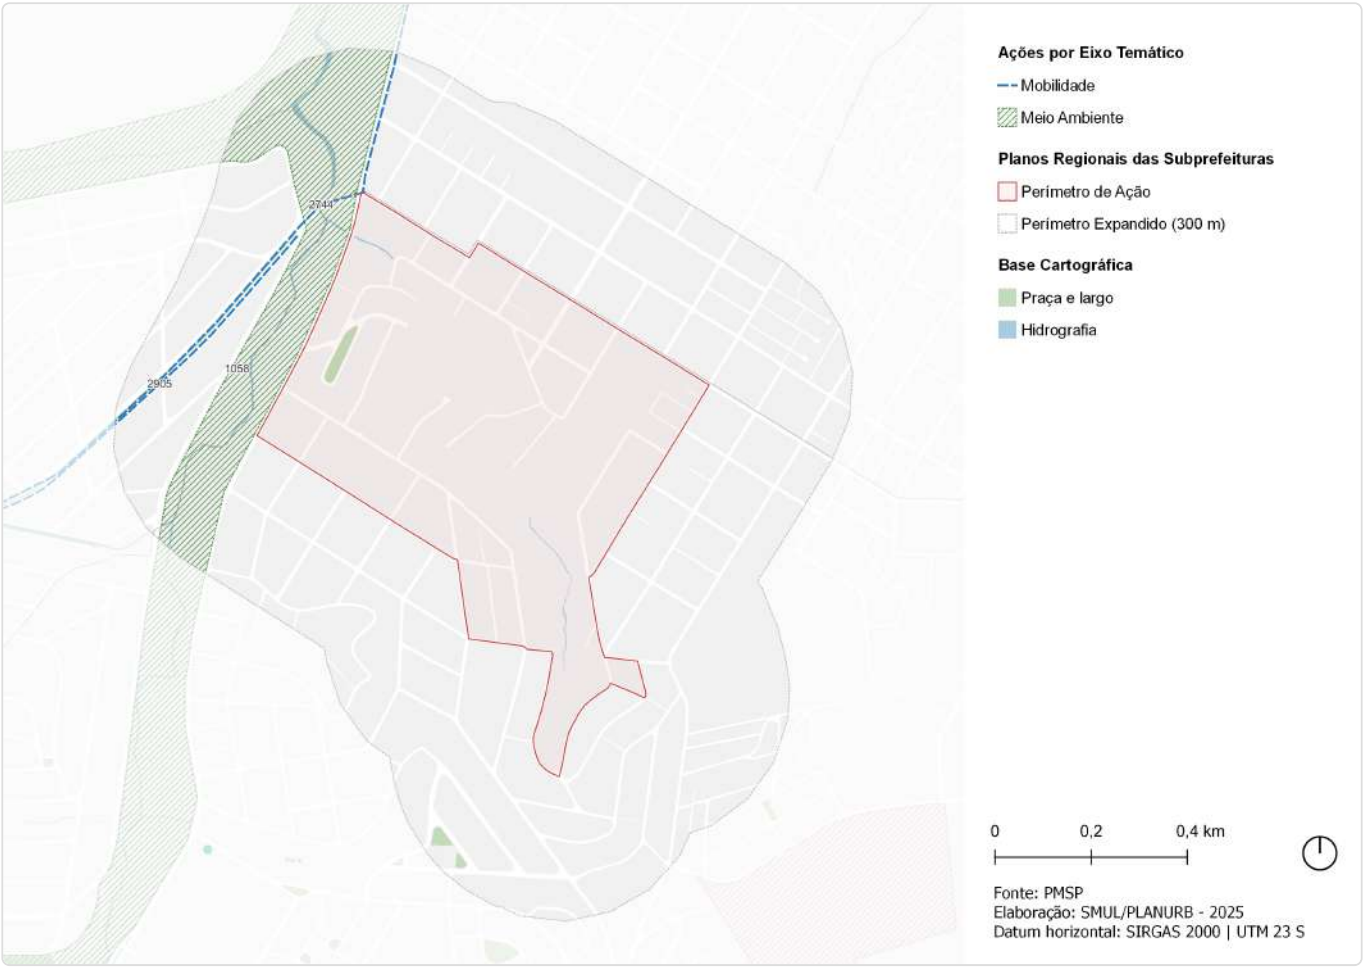 Ações por Eixo Temático
Mobilidade
Meio Ambiente
Planos Regionais das Subprefeituras
Perímetro de Ação
Perímetro Expandido (300 m)
Base Cartográfica
Praça e largo
Hidrografia
2744
1058
2905
0 0,2 0,4 km
Fonte: PMSP
Elaboração: SMUL/PLANURB - 2025
Datum horizontal: SIRGAS 2000 | UTM 23 S